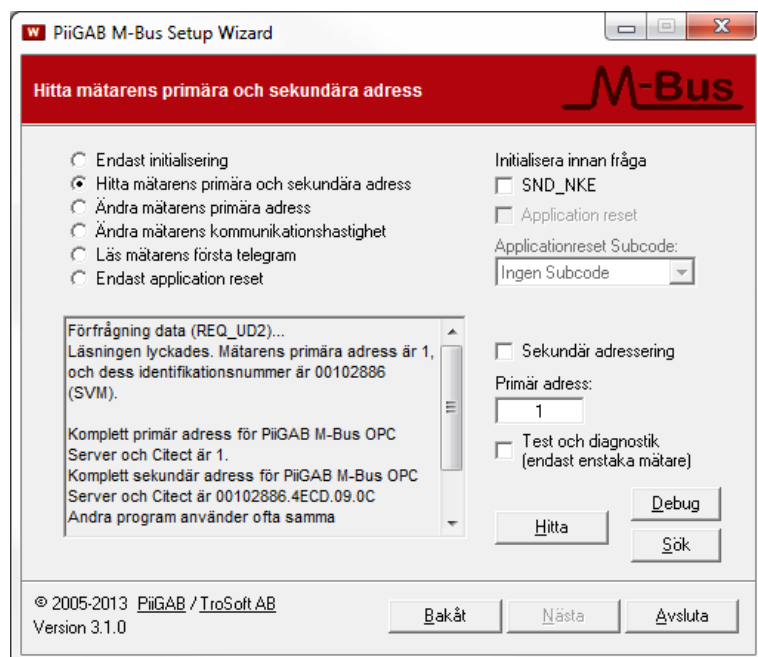 PiiGAB M-Bus Setup Wizard
Hitta mätarens primära och sekundära adress
M-Bus
Endast initialisering
Hitta mätarens primära och sekundära adress
Ändra mätarens primära adress
Ändra mätarens kommunikationshastighet
Läs mätarens första telegram
Endast application reset
Initialisera innan fråga
SND_NKE
Application reset
Applicationreset Subcode:
Ingen Subcode
Förfrågning data (REQ_UD2)...
Läsningen lyckades. Mätarens primära adress är 1,
och dess identifikationsnummer är 00102886
(SVM).
Komplett primär adress för PiiGAB M-Bus OPC
Server och Citect är 1.
Komplett sekundär adress för PiiGAB M-Bus OPC
Server och Citect är 00102886.4ECD.09.0C
Andra program använder ofta samma
Sekundär adressering
Primär adress:
1
Test och diagnostik
(endast enstaka mätare)
Hitta
Debug
Sök
© 2005-2013 PiiGAB / TroSoft AB
Version 3.1.0
Bakåt
Nästa
Avsluta